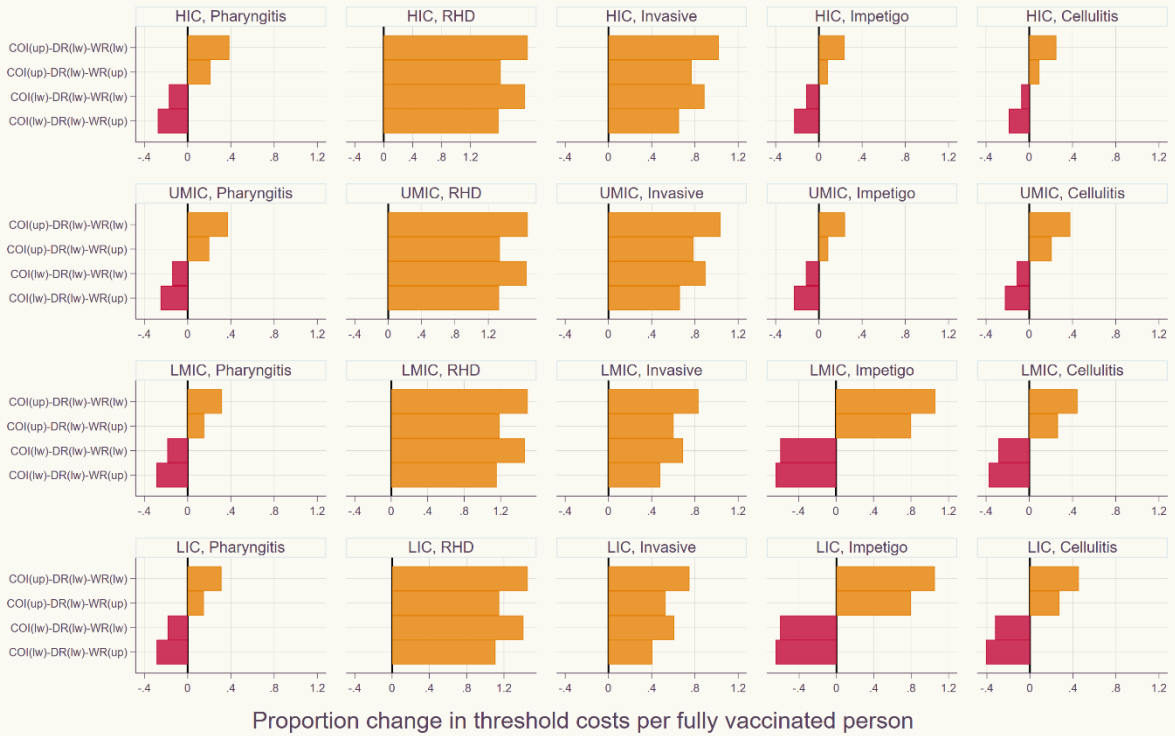 HIC, Pharyngitis HIC, RHD HIC, Invasive HIC, Impetigo HIC, Cellulitis
COI(up)-DR(lw)-WR(lw)
COI(up)-DR(lw)-WR(up)
COI(lw)-DR(lw)-WR(lw)
COI(lw)-DR(lw)-WR(up)
-.4 0 .4 .8 1.2 -.4 0 .4 .8 1.2 -.4 0 .4 .8 1.2 -.4 0 .4 .8 1.2 -.4 0 .4 .8 1.2
UMIC, Pharyngitis UMIC, RHD UMIC, Invasive UMIC, Impetigo UMIC, Cellulitis
COI(up)-DR(lw)-WR(lw)
COI(up)-DR(lw)-WR(up)
COI(lw)-DR(lw)-WR(lw)
COI(lw)-DR(lw)-WR(up)
-.4 0 .4 .8 1.2 -.4 0 .4 .8 1.2 -.4 0 .4 .8 1.2 -.4 0 .4 .8 1.2 -.4 0 .4 .8 1.2
LMIC, Pharyngitis LMIC, RHD LMIC, Invasive LMIC, Impetigo LMIC, Cellulitis
COI(up)-DR(lw)-WR(lw)
COI(up)-DR(lw)-WR(up)
COI(lw)-DR(lw)-WR(lw)
COI(lw)-DR(lw)-WR(up)
-.4 0 .4 .8 1.2 -.4 0 .4 .8 1.2 -.4 0 .4 .8 1.2 -.4 0 .4 .8 1.2 -.4 0 .4 .8 1.2
LIC, Pharyngitis LIC, RHD LIC, Invasive LIC, Impetigo LIC, Cellulitis
COI(up)-DR(lw)-WR(lw)
COI(up)-DR(lw)-WR(up)
COI(lw)-DR(lw)-WR(lw)
COI(lw)-DR(lw)-WR(up)
-.4 0 .4 .8 1.2 -.4 0 .4 .8 1.2 -.4 0 .4 .8 1.2 -.4 0 .4 .8 1.2 -.4 0 .4 .8 1.2
Proportion change in threshold costs per fully vaccinated person